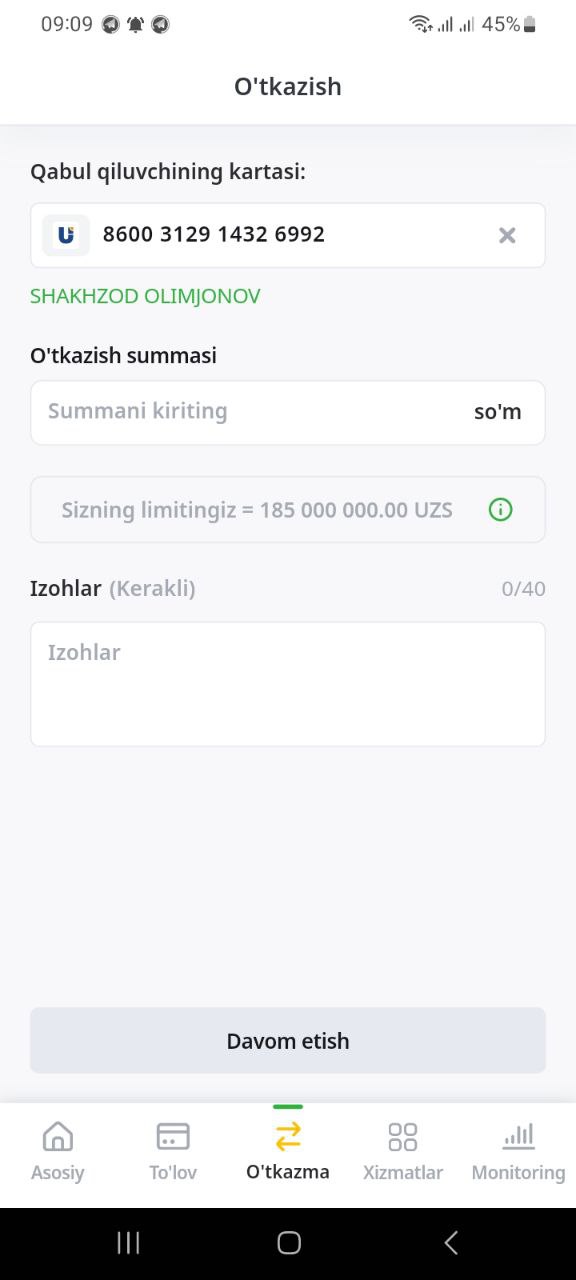 09:09
45%
O'tkazish
Qabul qiluvchining kartasi:
8600 3129 1432 6992
SHAKHZOD OLIMJONOV
O'tkazish summasi
Summani kiriting so'm
Sizning limitingiz = 185 000 000.00 UZS
Izohlar (Kerakli) 0/40
Izohlar
Davom etish
Asosiy To'lov O'tkazma Xizmatlar Monitoring